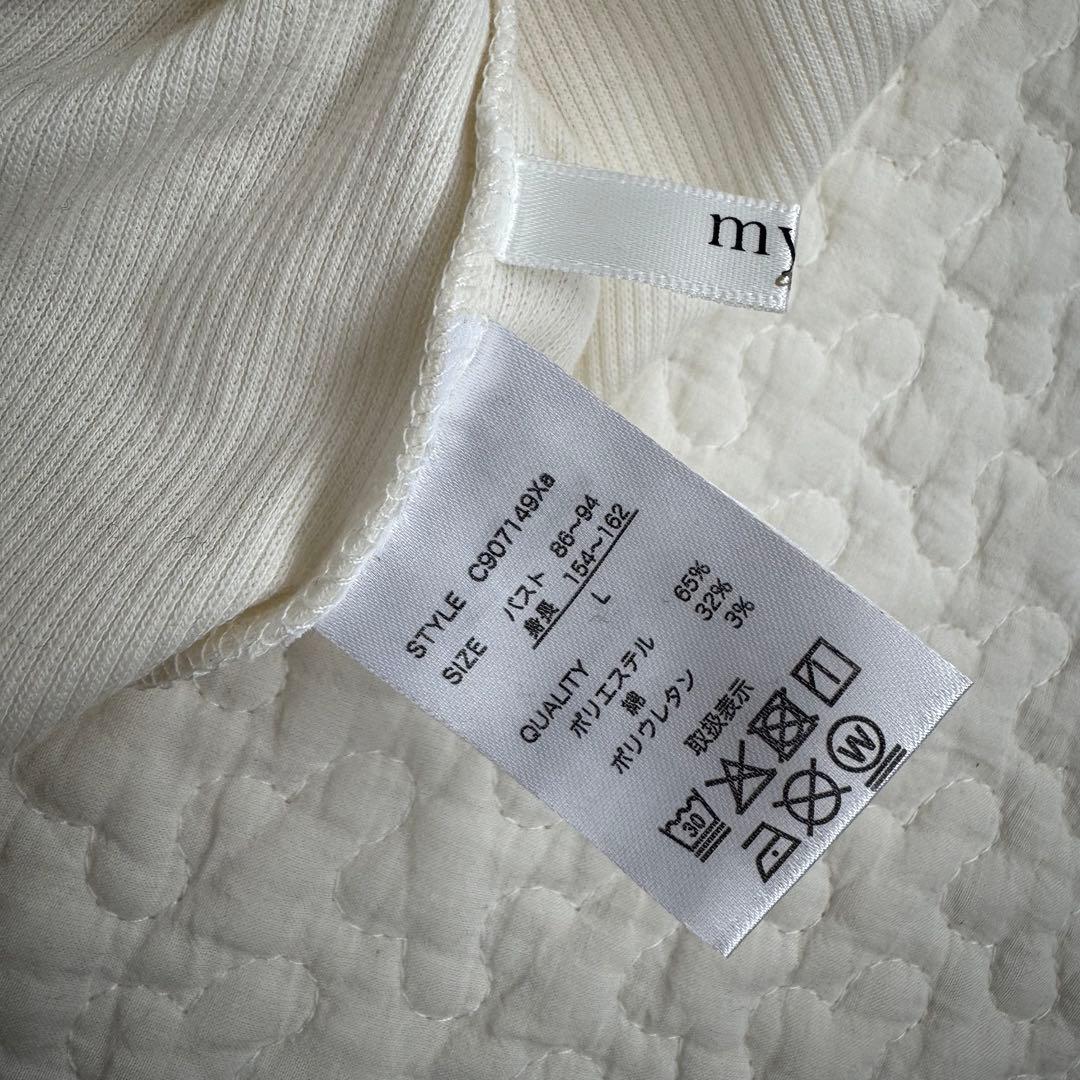 my
STYLE C907149Xa
SIZE バスト 86~94
身長 154~162
L
QUALITY
ポリエステル 65%
綿 32%
ポリウレタン 3%
取扱表示
30
W